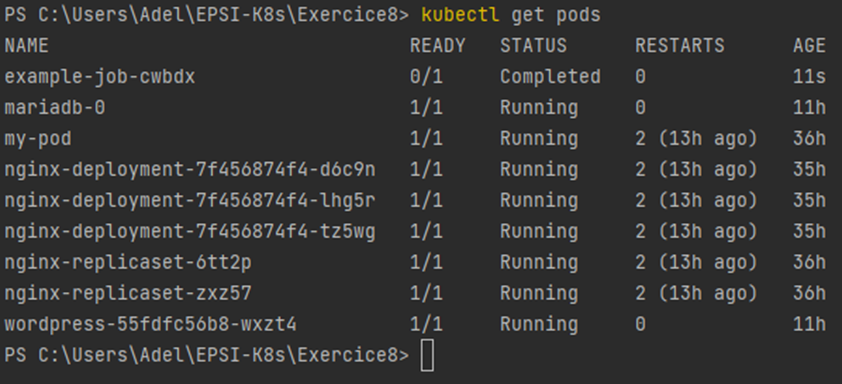 PS C:\Users\Adel\EPSI-K8s\Exercice8> kubectl get pods
NAME READY STATUS RESTARTS AGE
example-job-cwbdx 0/1 Completed 0 11s
mariadb-0 1/1 Running 0 11h
my-pod 1/1 Running 2 (13h ago) 36h
nginx-deployment-7f456874f4-d6c9n 1/1 Running 2 (13h ago) 35h
nginx-deployment-7f456874f4-lhg5r 1/1 Running 2 (13h ago) 35h
nginx-deployment-7f456874f4-tz5wg 1/1 Running 2 (13h ago) 35h
nginx-replicaset-6tt2p 1/1 Running 2 (13h ago) 36h
nginx-replicaset-zxz57 1/1 Running 2 (13h ago) 36h
wordpress-55fdfc56b8-wxzt4 1/1 Running 0 11h
PS C:\Users\Adel\EPSI-K8s\Exercice8>